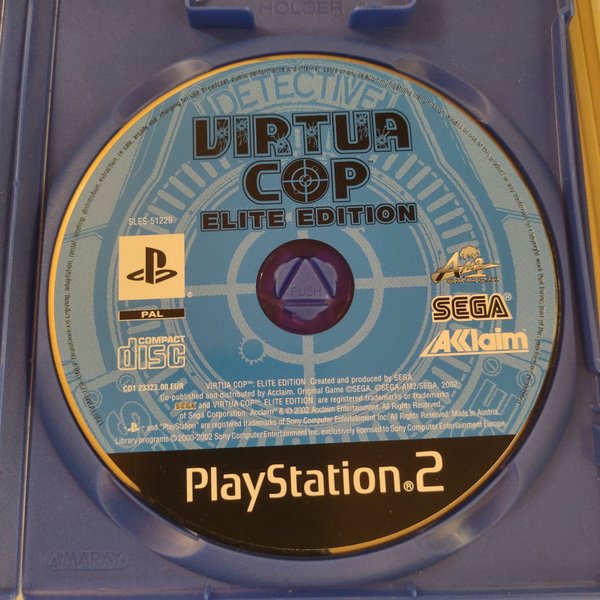 HOLDER
DETECTIVE
VIRTUA
COP
ELITE EDITION
SLES-51229
PAL
COMPACT
disc
CDT 23323.00 EUR
PUSH
SEGA®
AKKlaim
VIRTUA COP™: ELITE EDITION. Created and produced by SEGA.
Co-published and distributed by Acclaim. Original Game ©SEGA, ©SEGA-AM2/SEGA, 2002.
SEGA and VIRTUA COP™: ELITE EDITION. are registered trademarks or trademarks
of Sega Corporation. Acclaim® & © 2002 Acclaim Entertainment. All Rights Reserved.
and "PlayStation" are registered trademarks of Sony Computer Entertainment Inc. All Rights Reserved. Made in Austria.
Library programs © 2000-2002 Sony Computer Entertainment Inc. exclusively licensed to Sony Computer Entertainment Europe.
PlayStation®2
AMARAY®